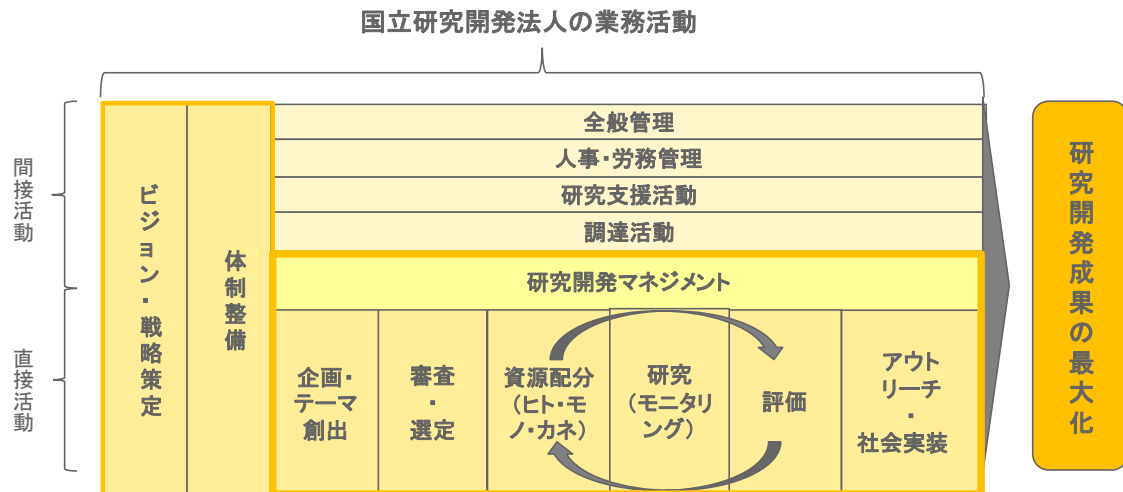 国立研究開発法人の業務活動
間接活動
直接活動
ビジョン・戦略策定
体制整備
全般管理
人事・労務管理
研究支援活動
調達活動
研究開発マネジメント
企画・
テーマ
創出
審査
・
選定
資源配分
(ヒト・モ
ノ・カネ)
研究
(モニタリ
ング)
評価
アウト
リーチ
・
社会実装
研究開発成果の最大化